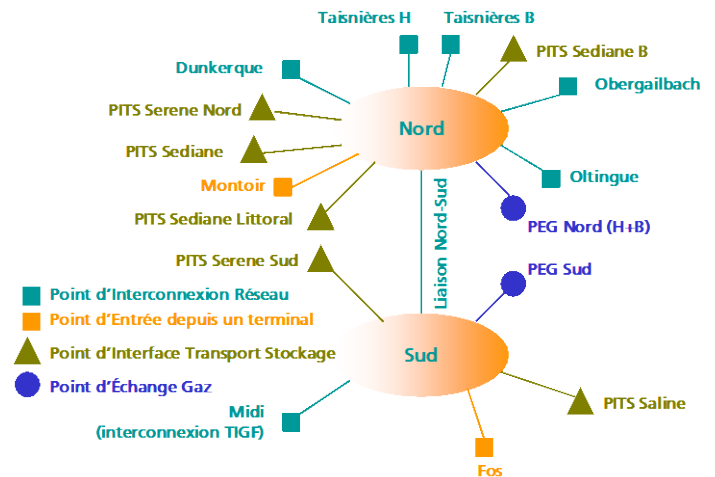 Taisnières H
Taisnières B
PITS Sediane B
Dunkerque
Obergailbach
PITS Serene Nord
Nord
PITS Sediane
Oltingue
Montoir
PITS Sediane Littoral
PEG Nord (H+B)
Liaison Nord-Sud
PITS Serene Sud
PEG Sud
Point d'Interconnexion Réseau
Point d'Entrée depuis un terminal
Point d'Interface Transport Stockage
Sud
Point d'Échange Gaz
PITS Saline
Midi
(interconnexion TIGF)
Fos